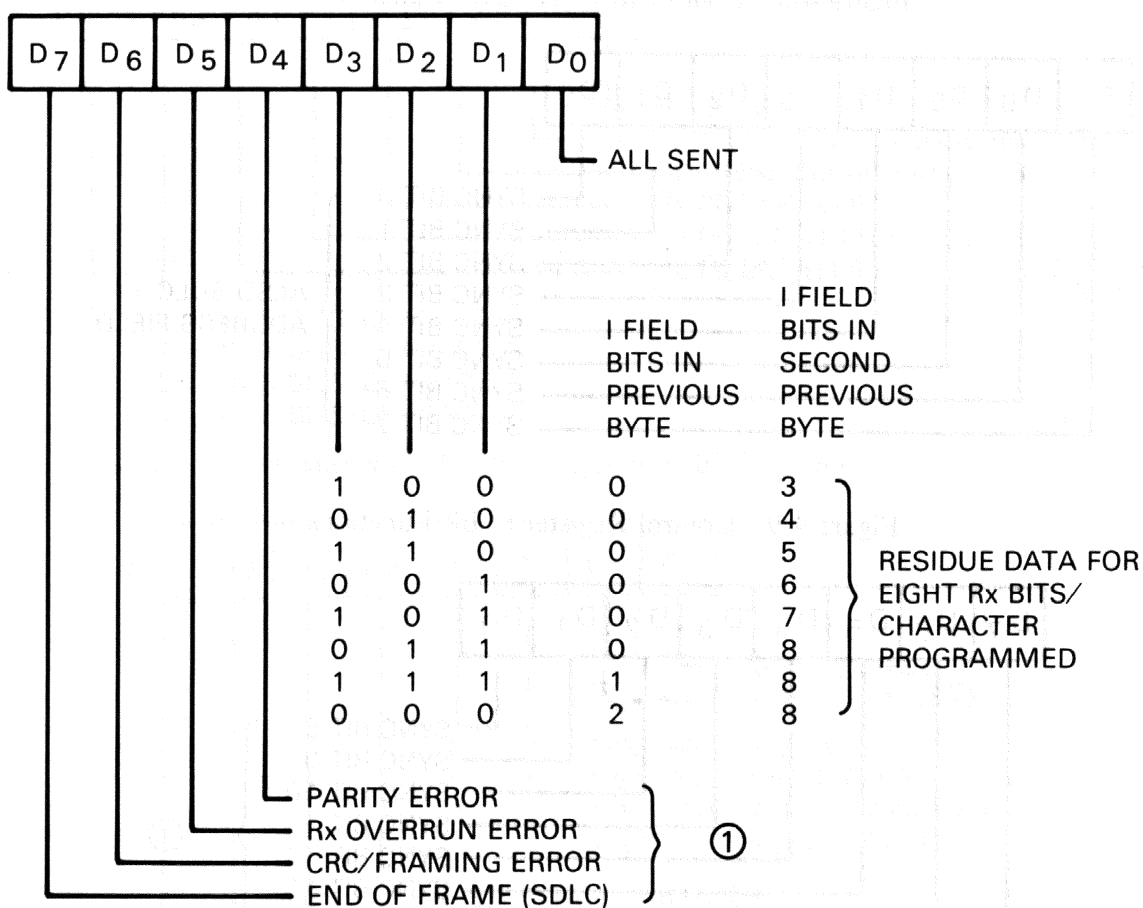 D7 D6 D5 D4 D3 D2 D1 D0
ALL SENT
I FIELD
BITS IN
PREVIOUS
BYTE
I FIELD
BITS IN
SECOND
PREVIOUS
BYTE
1 0 0 0 3
0 1 0 0 4
1 1 0 0 5
0 0 1 0 6
1 0 1 0 7
0 1 1 0 8
1 1 1 1 8
0 0 0 2 8
RESIDUE DATA FOR
EIGHT Rx BITS/
CHARACTER
PROGRAMMED
PARITY ERROR
Rx OVERRUN ERROR
CRC/FRAMING ERROR
END OF FRAME (SDLC)
①